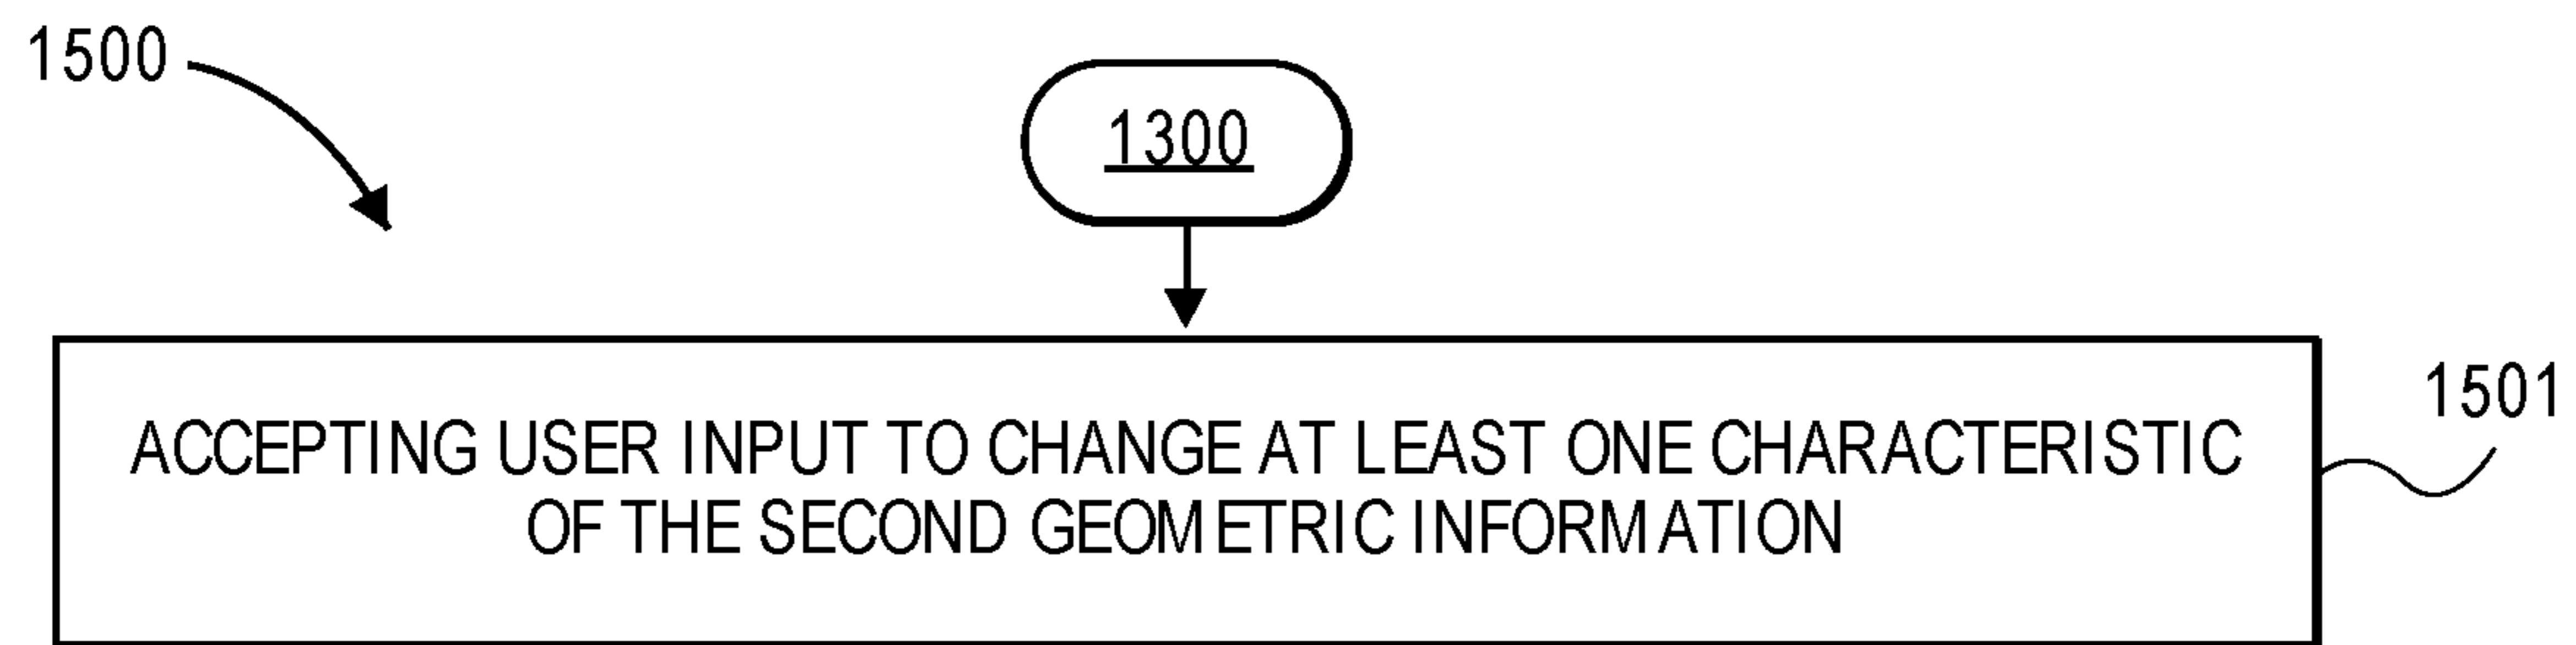 1500
1300
1501
ACCEPTING USER INPUT TO CHANGE AT LEAST ONE CHARACTERISTIC
OF THE SECOND GEOMETRIC INFORMATION